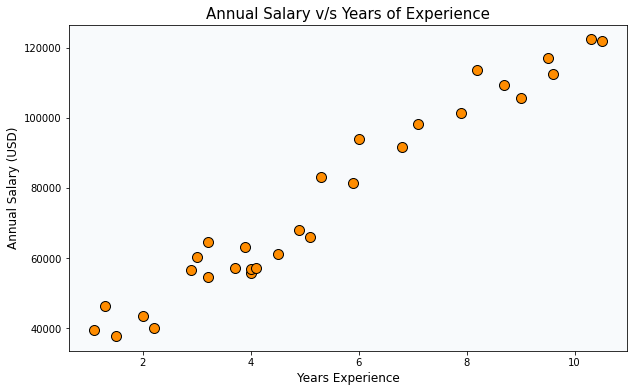 Annual Salary v/s Years of Experience
Annual Salary (USD)
120000
100000
80000
60000
40000
2 4 6 8 10
Years Experience